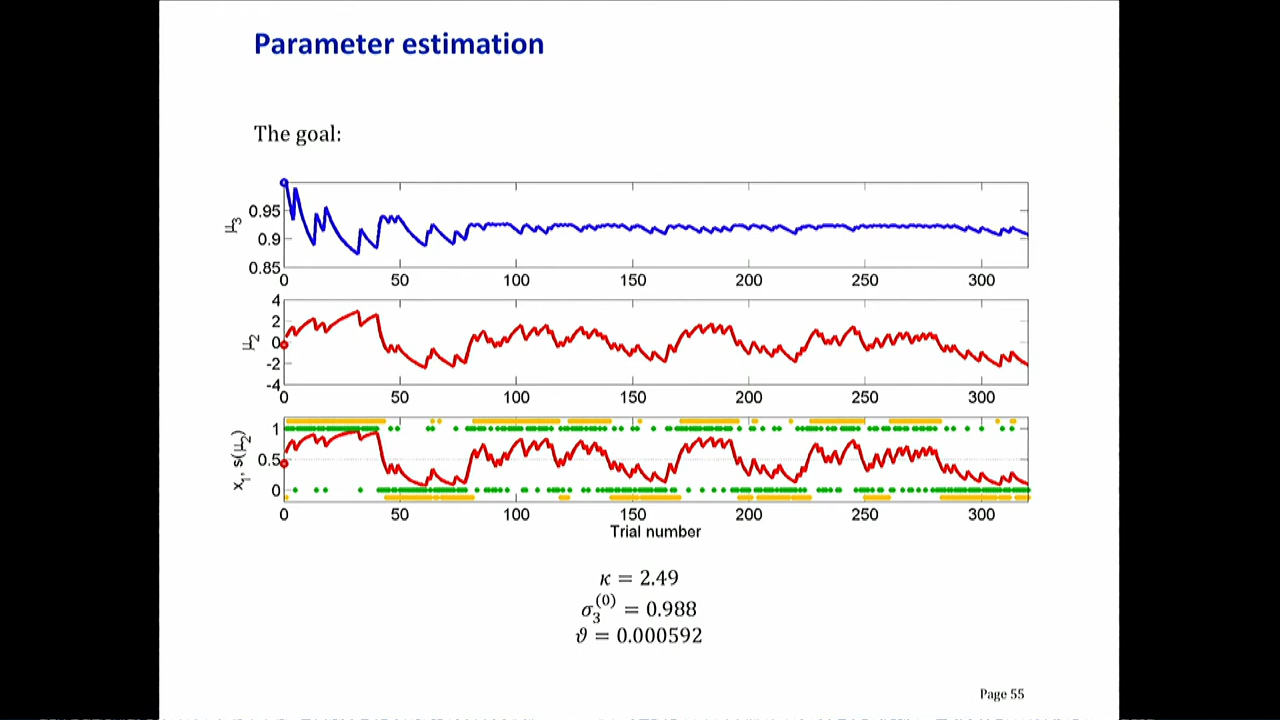 Parameter estimation
The goal:
μ3
0.95
0.9
0.85
0 50 100 150 200 250 300
μ2
4
2
0
-2
-4
0 50 100 150 200 250 300
x1, s(μ2)
1
0.5
0
0 50 100 150 200 250 300
Trial number
κ = 2.49
σ3(0) = 0.988
ϑ = 0.000592
Page 55